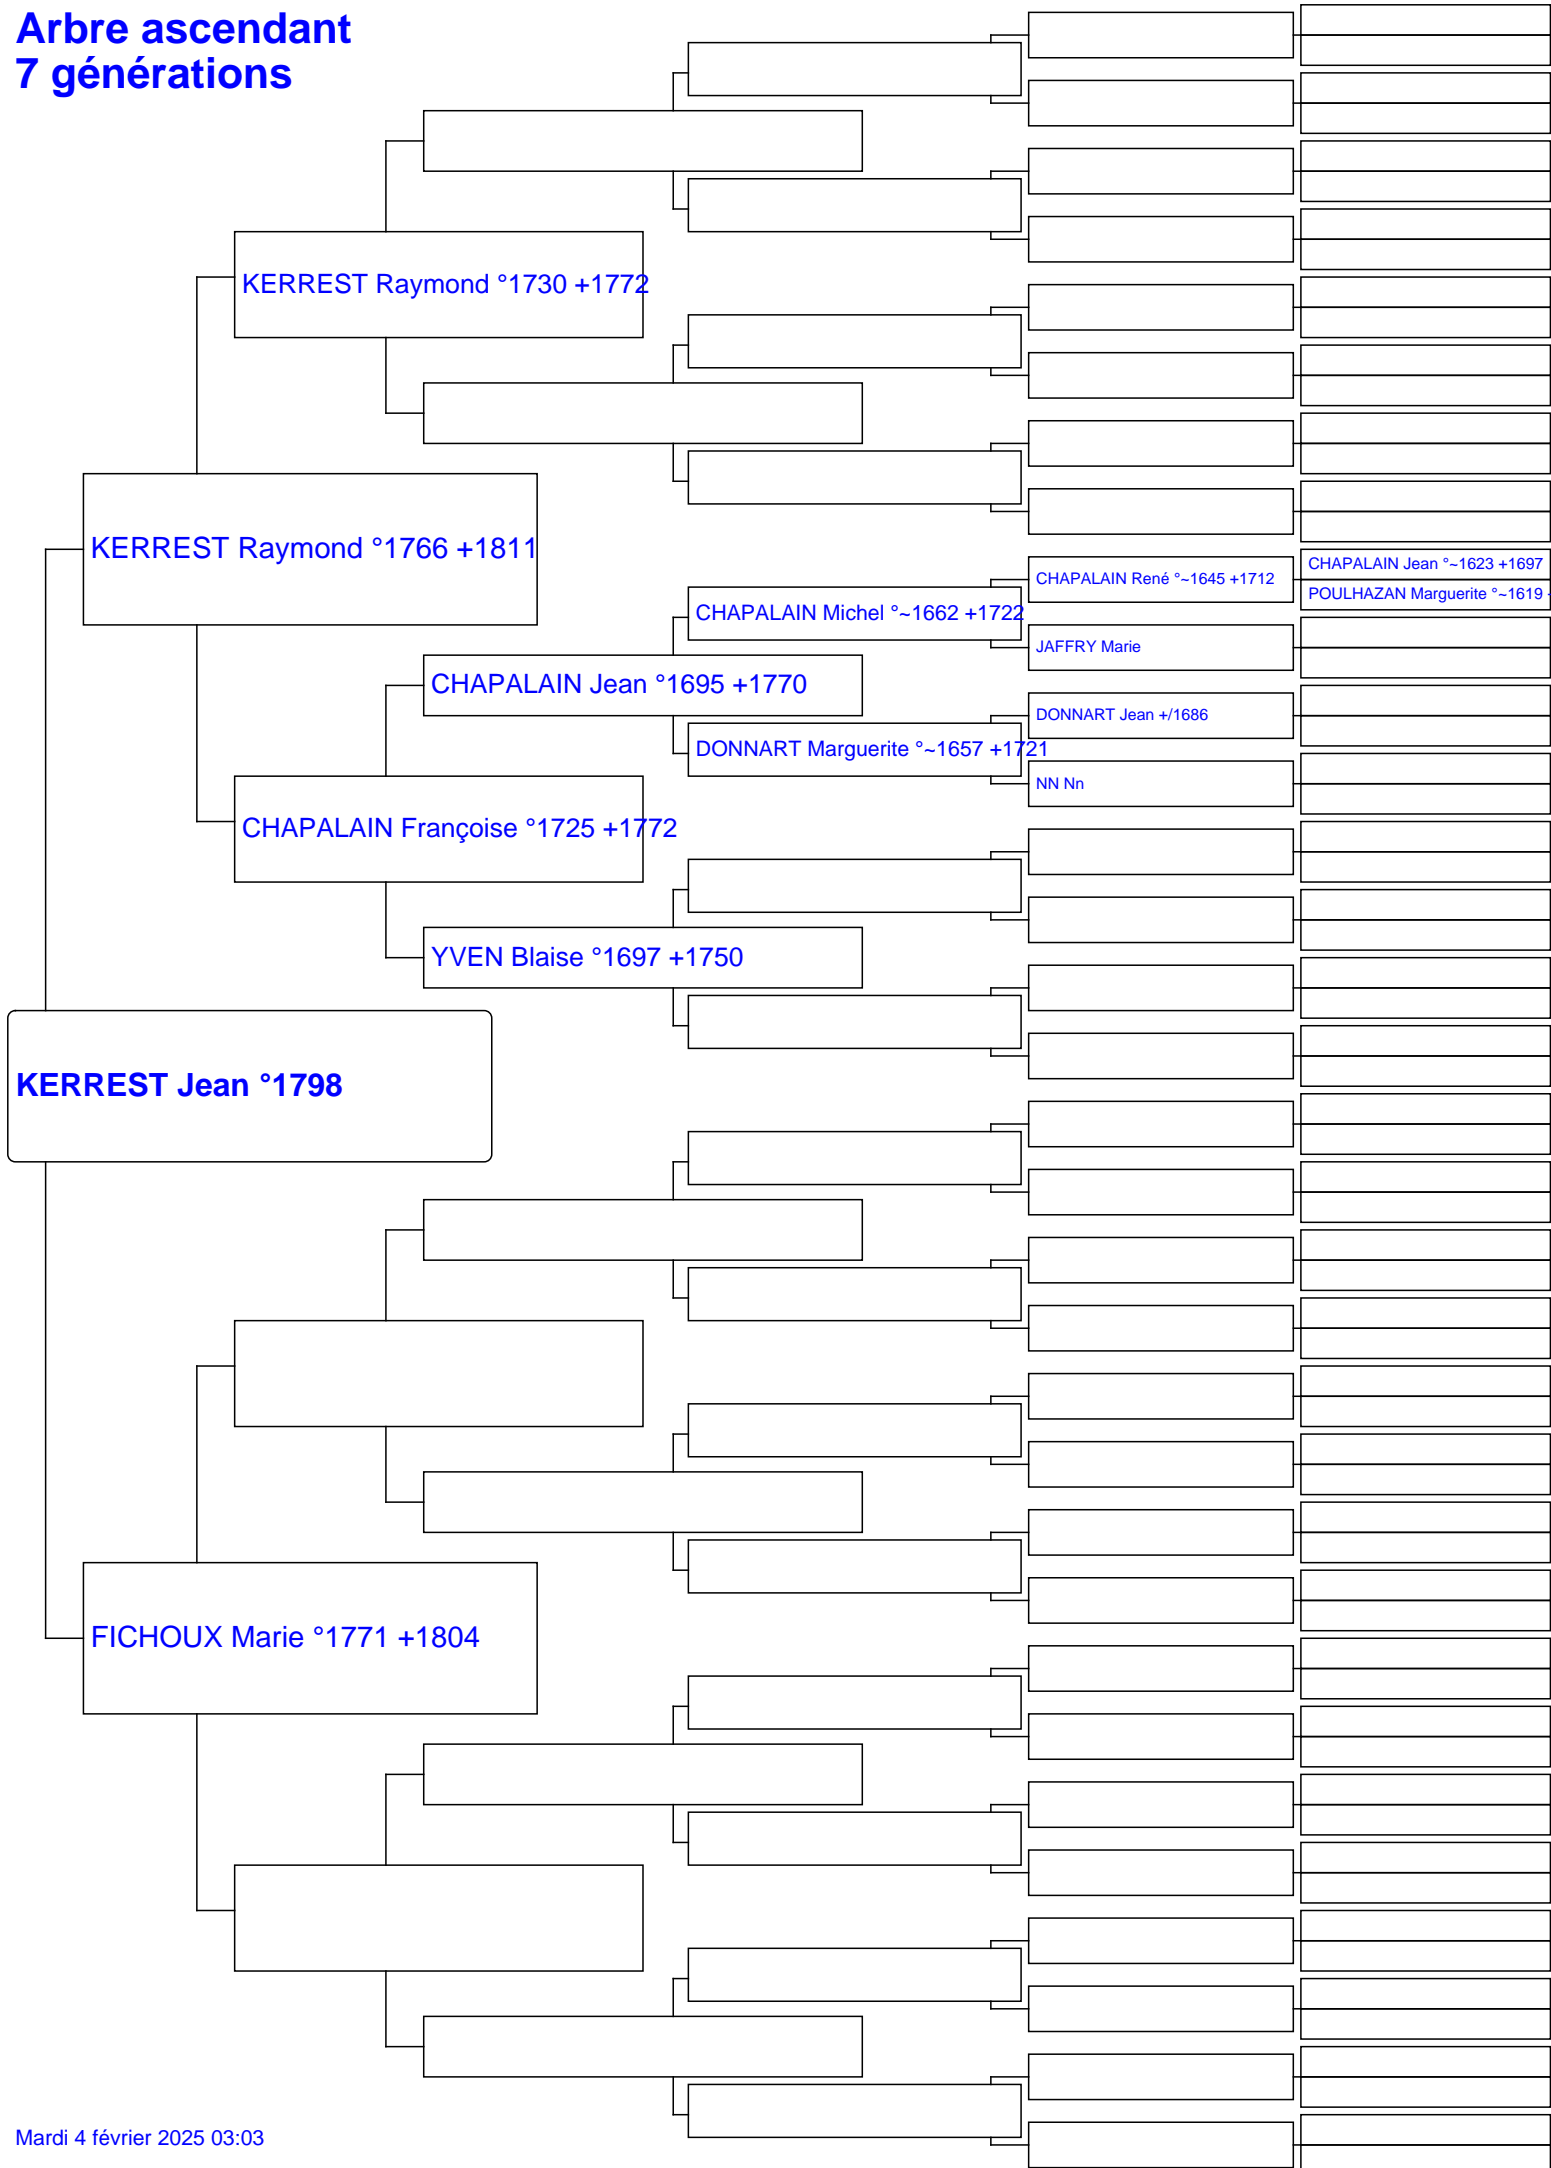 Arbre ascendant
7 générations
KERREST Raymond °1730 +1772
KERREST Raymond °1766 +1811
CHAPALAIN Jean °~1623 +1697
CHAPALAIN René °~1645 +1712
POULHAZAN Marguerite °~1619
CHAPALAIN Michel °~1662 +1722
JAFFRY Marie
CHAPALAIN Jean °1695 +1770
DONNART Jean +/1686
DONNART Marguerite °~1657 +1721
NN Nn
CHAPALAIN Françoise °1725 +1772
YVEN Blaise °1697 +1750
KERREST Jean °1798
FICHOUX Marie °1771 +1804
Mardi 4 février 2025 03:03